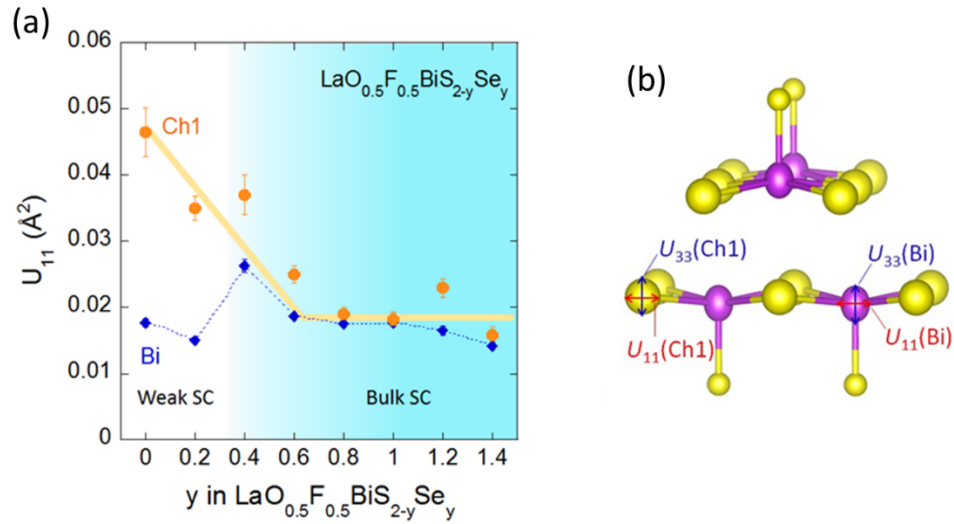 (a)
0.06
0.05
0.04
0.03
0.02
0.01
0
U₁₁ (Å²)
LaO₀.₅F₀.₅BiS₂₋ySey
Ch1
Bi
Weak SC
Bulk SC
0 0.2 0.4 0.6 0.8 1 1.2 1.4
y in LaO₀.₅F₀.₅BiS₂₋ySey
(b)
U₃₃(Ch1)
U₃₃(Bi)
U₁₁(Ch1)
U₁₁(Bi)